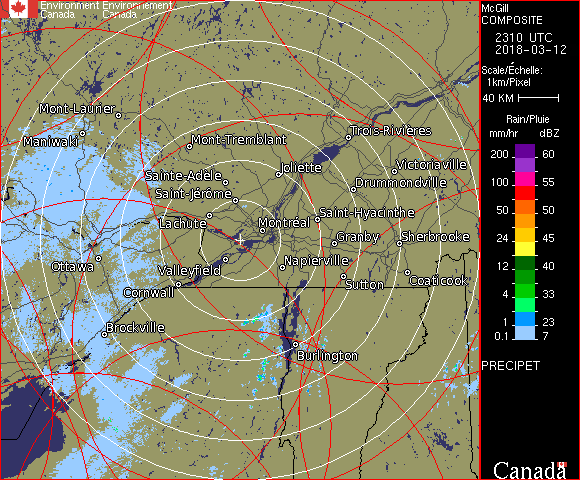 Environment Environnement
Canada Canada
McGill
COMPOSITE
2310 UTC
2018-03-12
Scale/Échelle:
1km/Pixel
40 KM
Rain/Pluie
mm/hr dBZ
200 60
100 55
50 50
24 45
12 40
4 33
1 23
0.1 7
PRECIPET
Canada
Mont-Laurier
Maniwaki
Mont-Tremblant
Trois-Rivières
Joliette
Victoriaville
Sainte-Adèle
Drummondville
Saint-Jérôme
Lachute
Saint-Hyacinthe
Montréal
Granby
Sherbrooke
Ottawa
Valleyfield
Napierville
Cornwall
Sutton
Coaticook
Brockville
Burlington